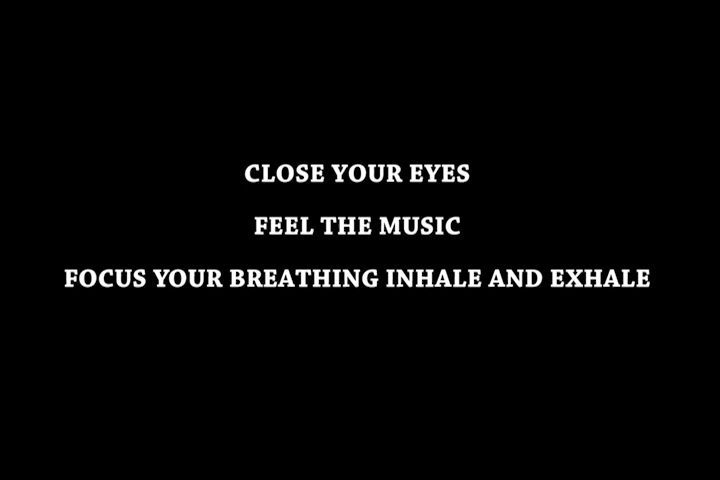 CLOSE YOUR EYES
FEEL THE MUSIC
FOCUS YOUR BREATHING INHALE AND EXHALE